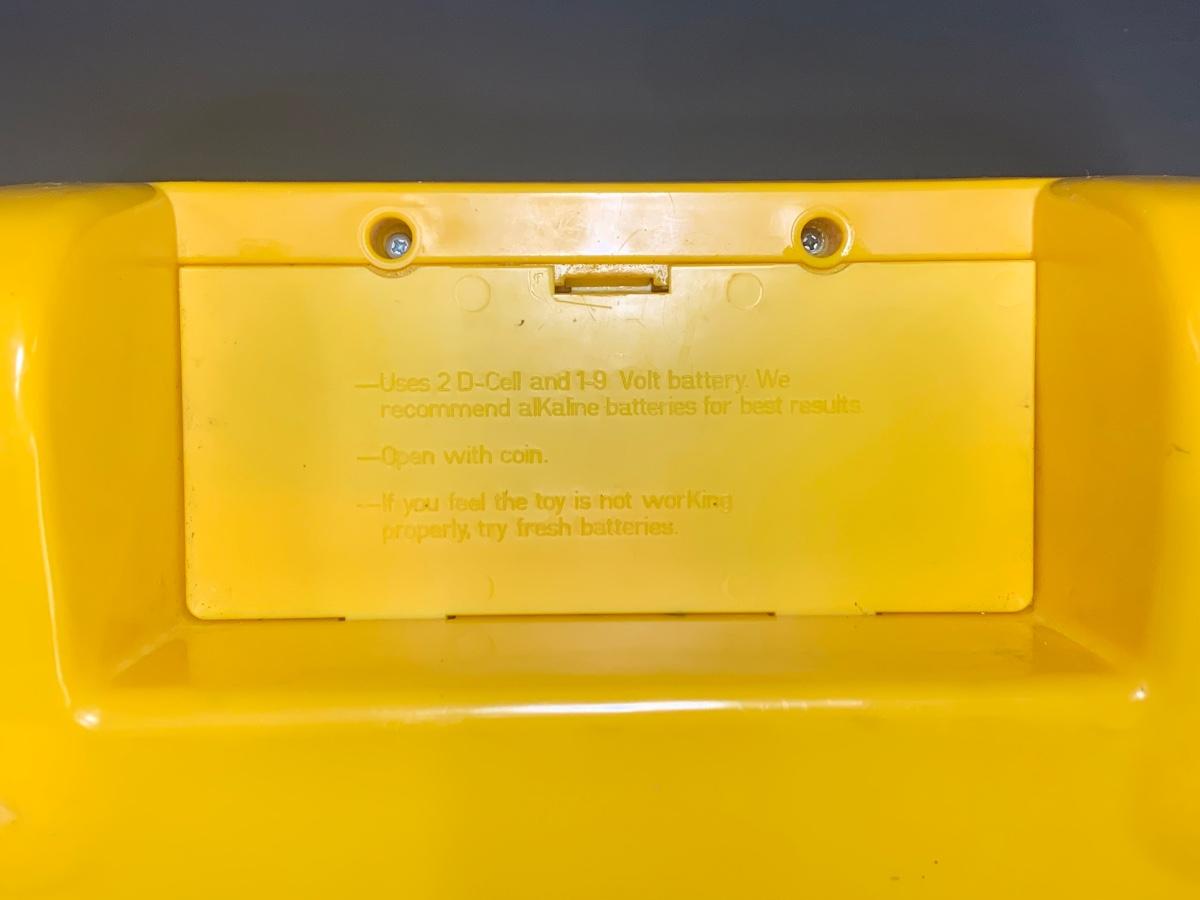 —Uses 2 D-Cell and 1-9 Volt battery. We
recommend alKaline batteries for best results.
—Open with coin.
—If you feel the toy is not worKing
properly, try fresh batteries.